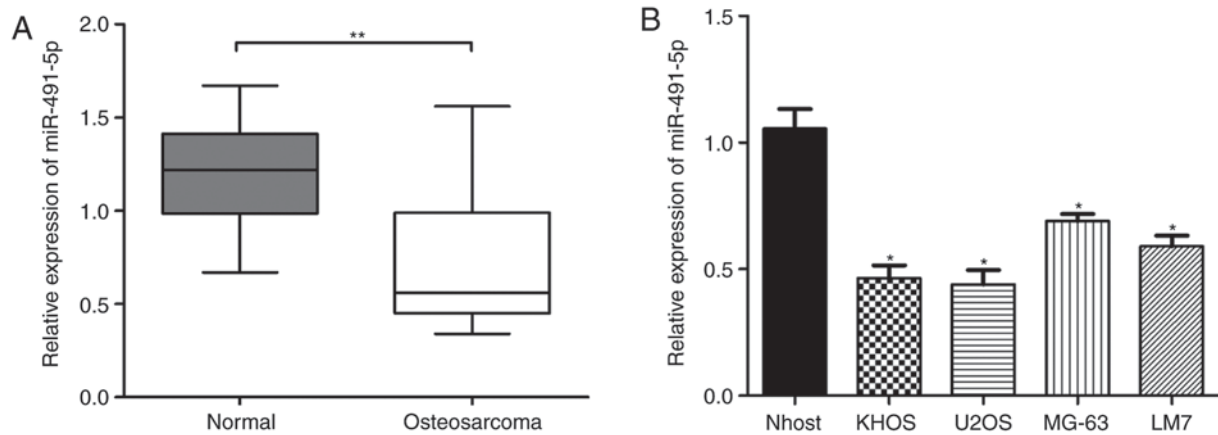 A
Relative expression of miR-491-5p
2.0
1.5
1.0
0.5
0.0
**
Normal
Osteosarcoma
B
Relative expression of miR-491-5p
1.5
1.0
0.5
0.0
*
*
*
*
Nhost
KHOS
U2OS
MG-63
LM7